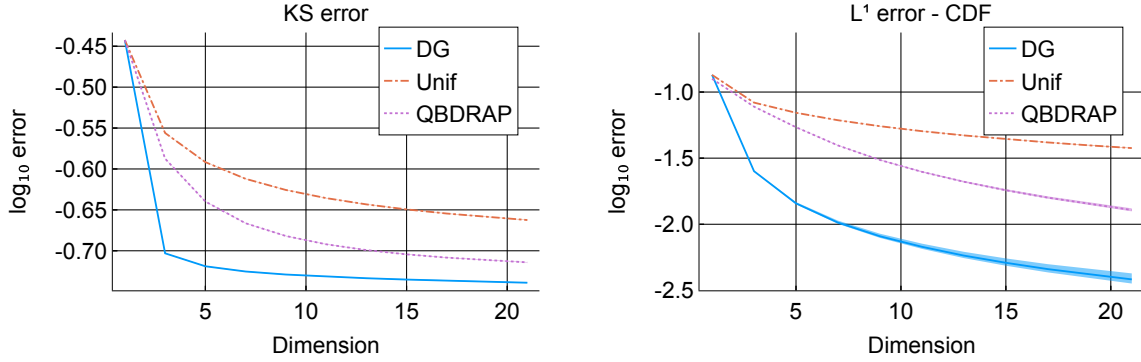 KS error
-0.45
-0.50
-0.55
-0.60
-0.65
-0.70
log₁₀ error
5
10
15
20
Dimension
DG
Unif
QBDRAP
L¹ error - CDF
-1.0
-1.5
-2.0
-2.5
log₁₀ error
5
10
15
20
Dimension
DG
Unif
QBDRAP